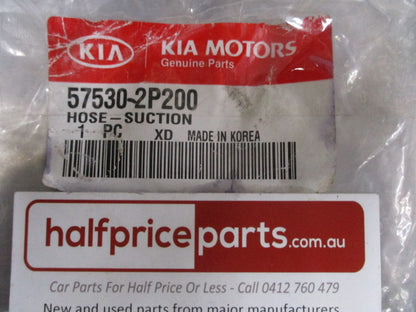 KIA
KIA MOTORS
Genuine Parts
57530-2P200
HOSE-SUCTION
1 PC XD MADE IN KOREA
halfpriceparts.com.au
Car Parts For Half Price Or Less - Call 0412 760 479
New and used parts from major manufacturers